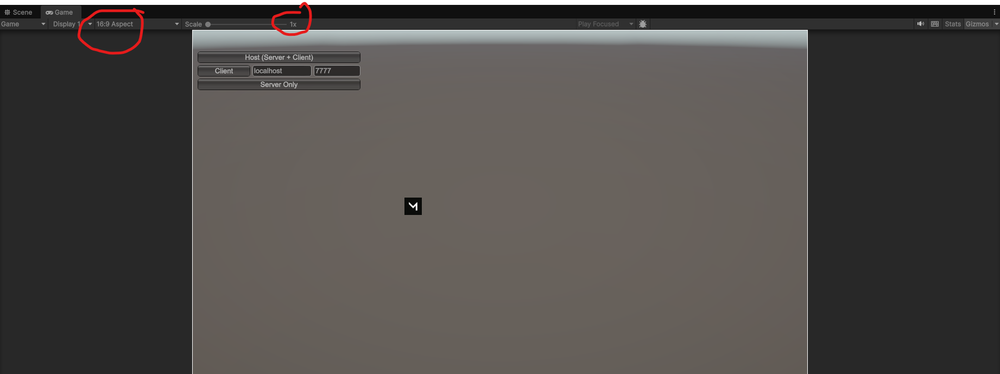 Scene Game
Game Display 1 16:9 Aspect Scale 1x Play Focused Stats Gizmos
Host (Server + Client)
Client localhost 7777
Server Only